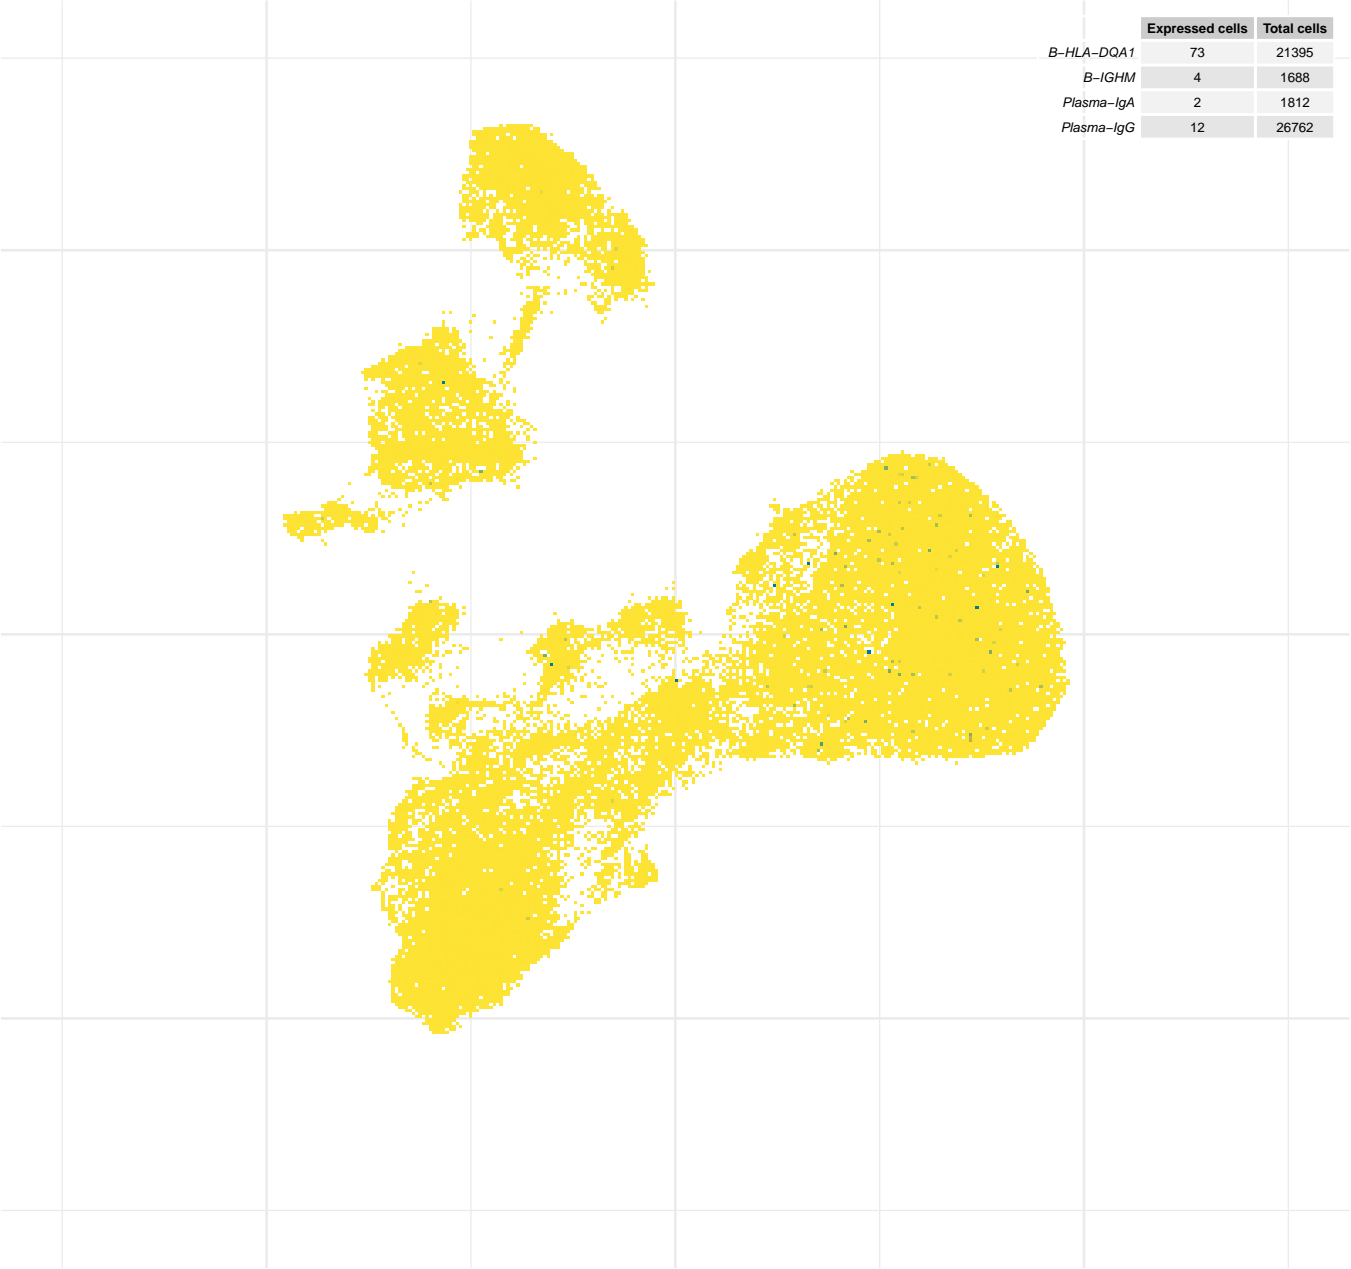 Expressed cells Total cells
B−HLA−DQA1 73 21395
B−IGHM 4 1688
Plasma−IgA 2 1812
Plasma−IgG 12 26762